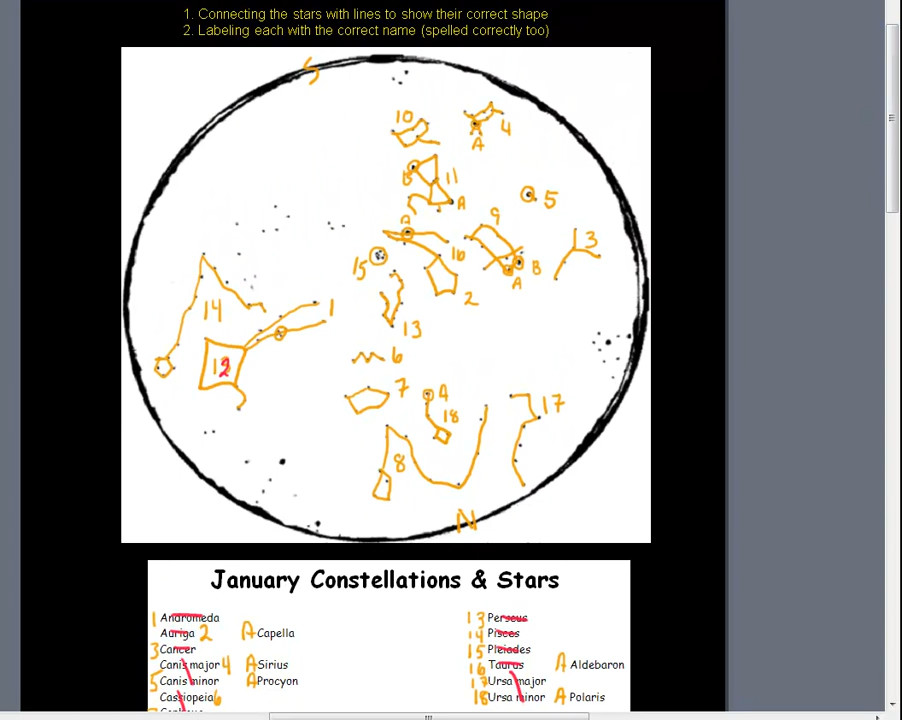 1. Connecting the stars with lines to show their correct shape
2. Labeling each with the correct name (spelled correctly too)
S
10
4
A
B
11
A
5
A
9
3
15
16
B
A
2
14
1
13
12
6
7
A
17
18
8
N
January Constellations & Stars
1 Andromeda
13 Perseus
Auriga 2
A Capella
14 Pisces
3 Cancer
15 Pleiades
Canis major 4
A Sirius
16 Taurus
A Aldebaron
5 Canis minor
A Procyon
17 Ursa major
Cassiopeia 6
18 Ursa minor
A Polaris